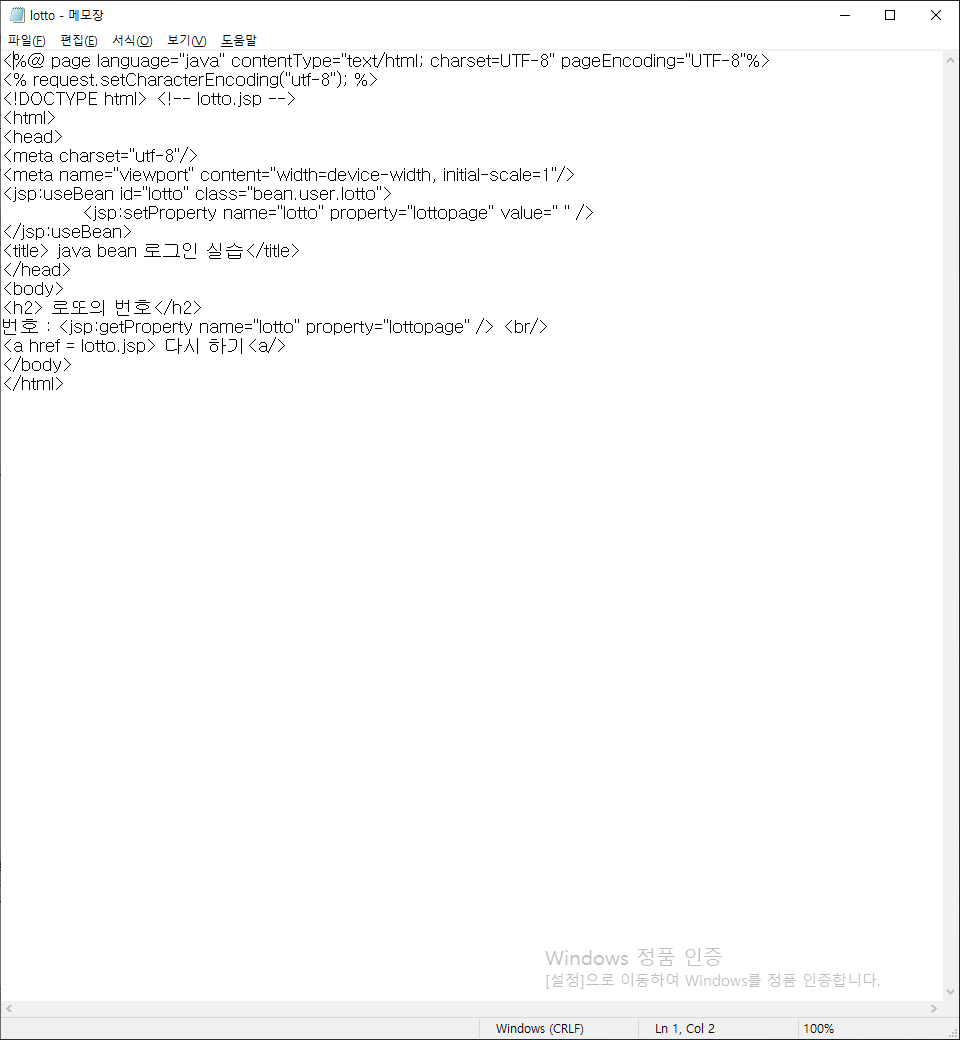 lotto - 메모장
파일(F) 편집(E) 서식(O) 보기(V) 도움말
<%@ page language="java" contentType="text/html; charset=UTF-8" pageEncoding="UTF-8"%>
<% request.setCharacterEncoding("utf-8"); %>
<!DOCTYPE html> <!-- lotto.jsp -->
<html>
<head>
<meta charset="utf-8"/>
<meta name="viewport" content="width=device-width, initial-scale=1"/>
<jsp:useBean id="lotto" class="bean.user.lotto">
<jsp:setProperty name="lotto" property="lottopage" value=" " />
</jsp:useBean>
<title> java bean 로그인 실습</title>
</head>
<body>
<h2> 로또의 번호</h2>
번호 : <jsp:getProperty name="lotto" property="lottopage" /> <br/>
<a href = lotto.jsp> 다시 하기<a/>
</body>
</html>
Windows 정품 인증
[설정]으로 이동하여 Windows를 정품 인증합니다.
Windows (CRLF) Ln 1, Col 2 100%